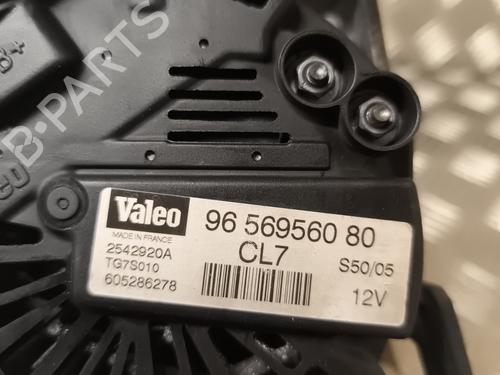 B+
B-PARTS
Valeo
96 569560 80
MADE IN FRANCE
CL7
S50/05
2542920A
TG7S010
605286278
12V